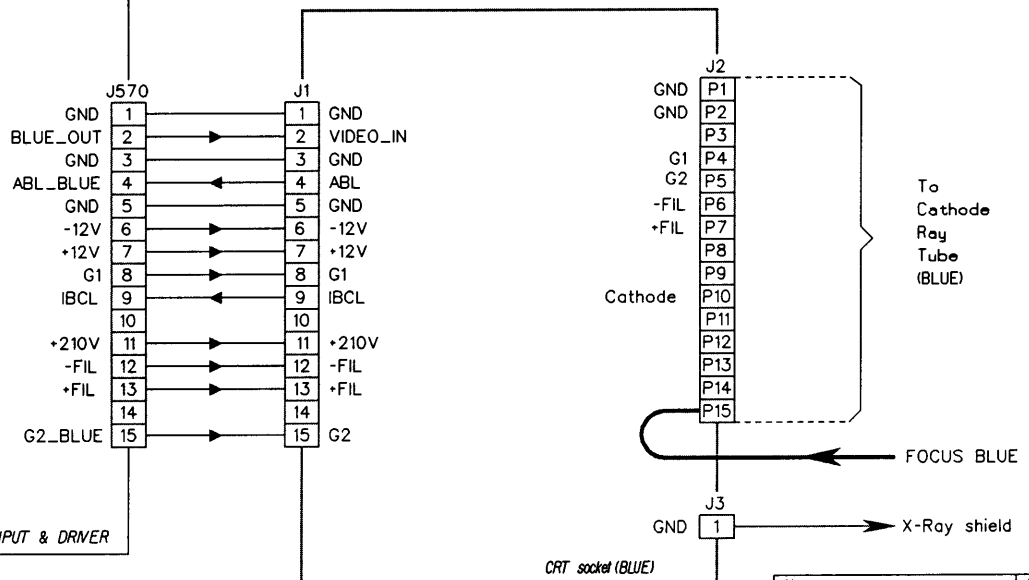 J570 J1
GND 1 1 GND
BLUE_OUT 2 2 VIDEO_IN
GND 3 3 GND
ABL_BLUE 4 4 ABL
GND 5 5 GND
-12V 6 6 -12V
+12V 7 7 +12V
G1 8 8 G1
IBCL 9 9 IBCL
10 10
+210V 11 11 +210V
-FIL 12 12 -FIL
+FIL 13 13 +FIL
14 14
G2_BLUE 15 15 G2
PUT & DRIVER
J2
GND P1
GND P2
P3
G1 P4
G2 P5
-FIL P6
+FIL P7
P8
P9
Cathode P10
P11
P12
P13
P14
P15
To
Cathode
Ray
Tube
(BLUE)
FOCUS BLUE
J3
GND 1 X-Ray shield
CRT socket (BLUE)